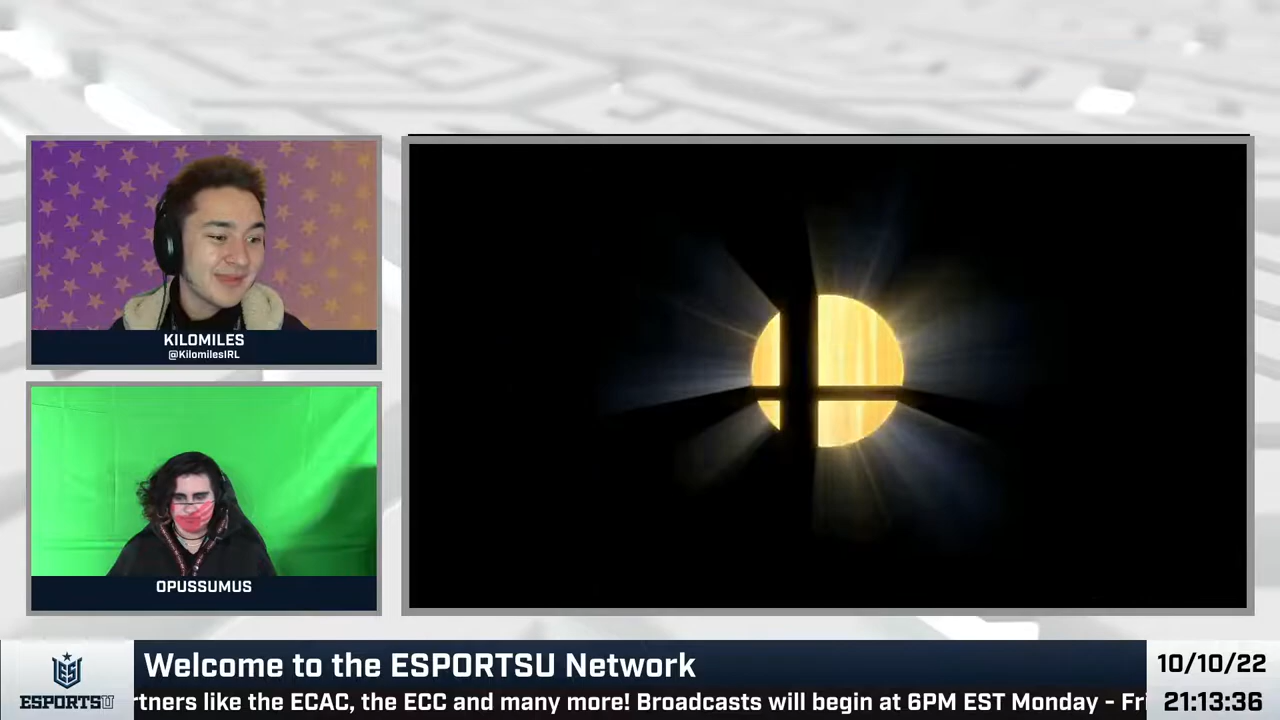 KILOMILES
@KilomilesIRL
OPUSSUMUS
Welcome to the ESPORTSU Network
10/10/22
ESPORTSU
rtners like the ECAC, the ECC and many more! Broadcasts will begin at 6PM EST Monday - Fri
21:13:36